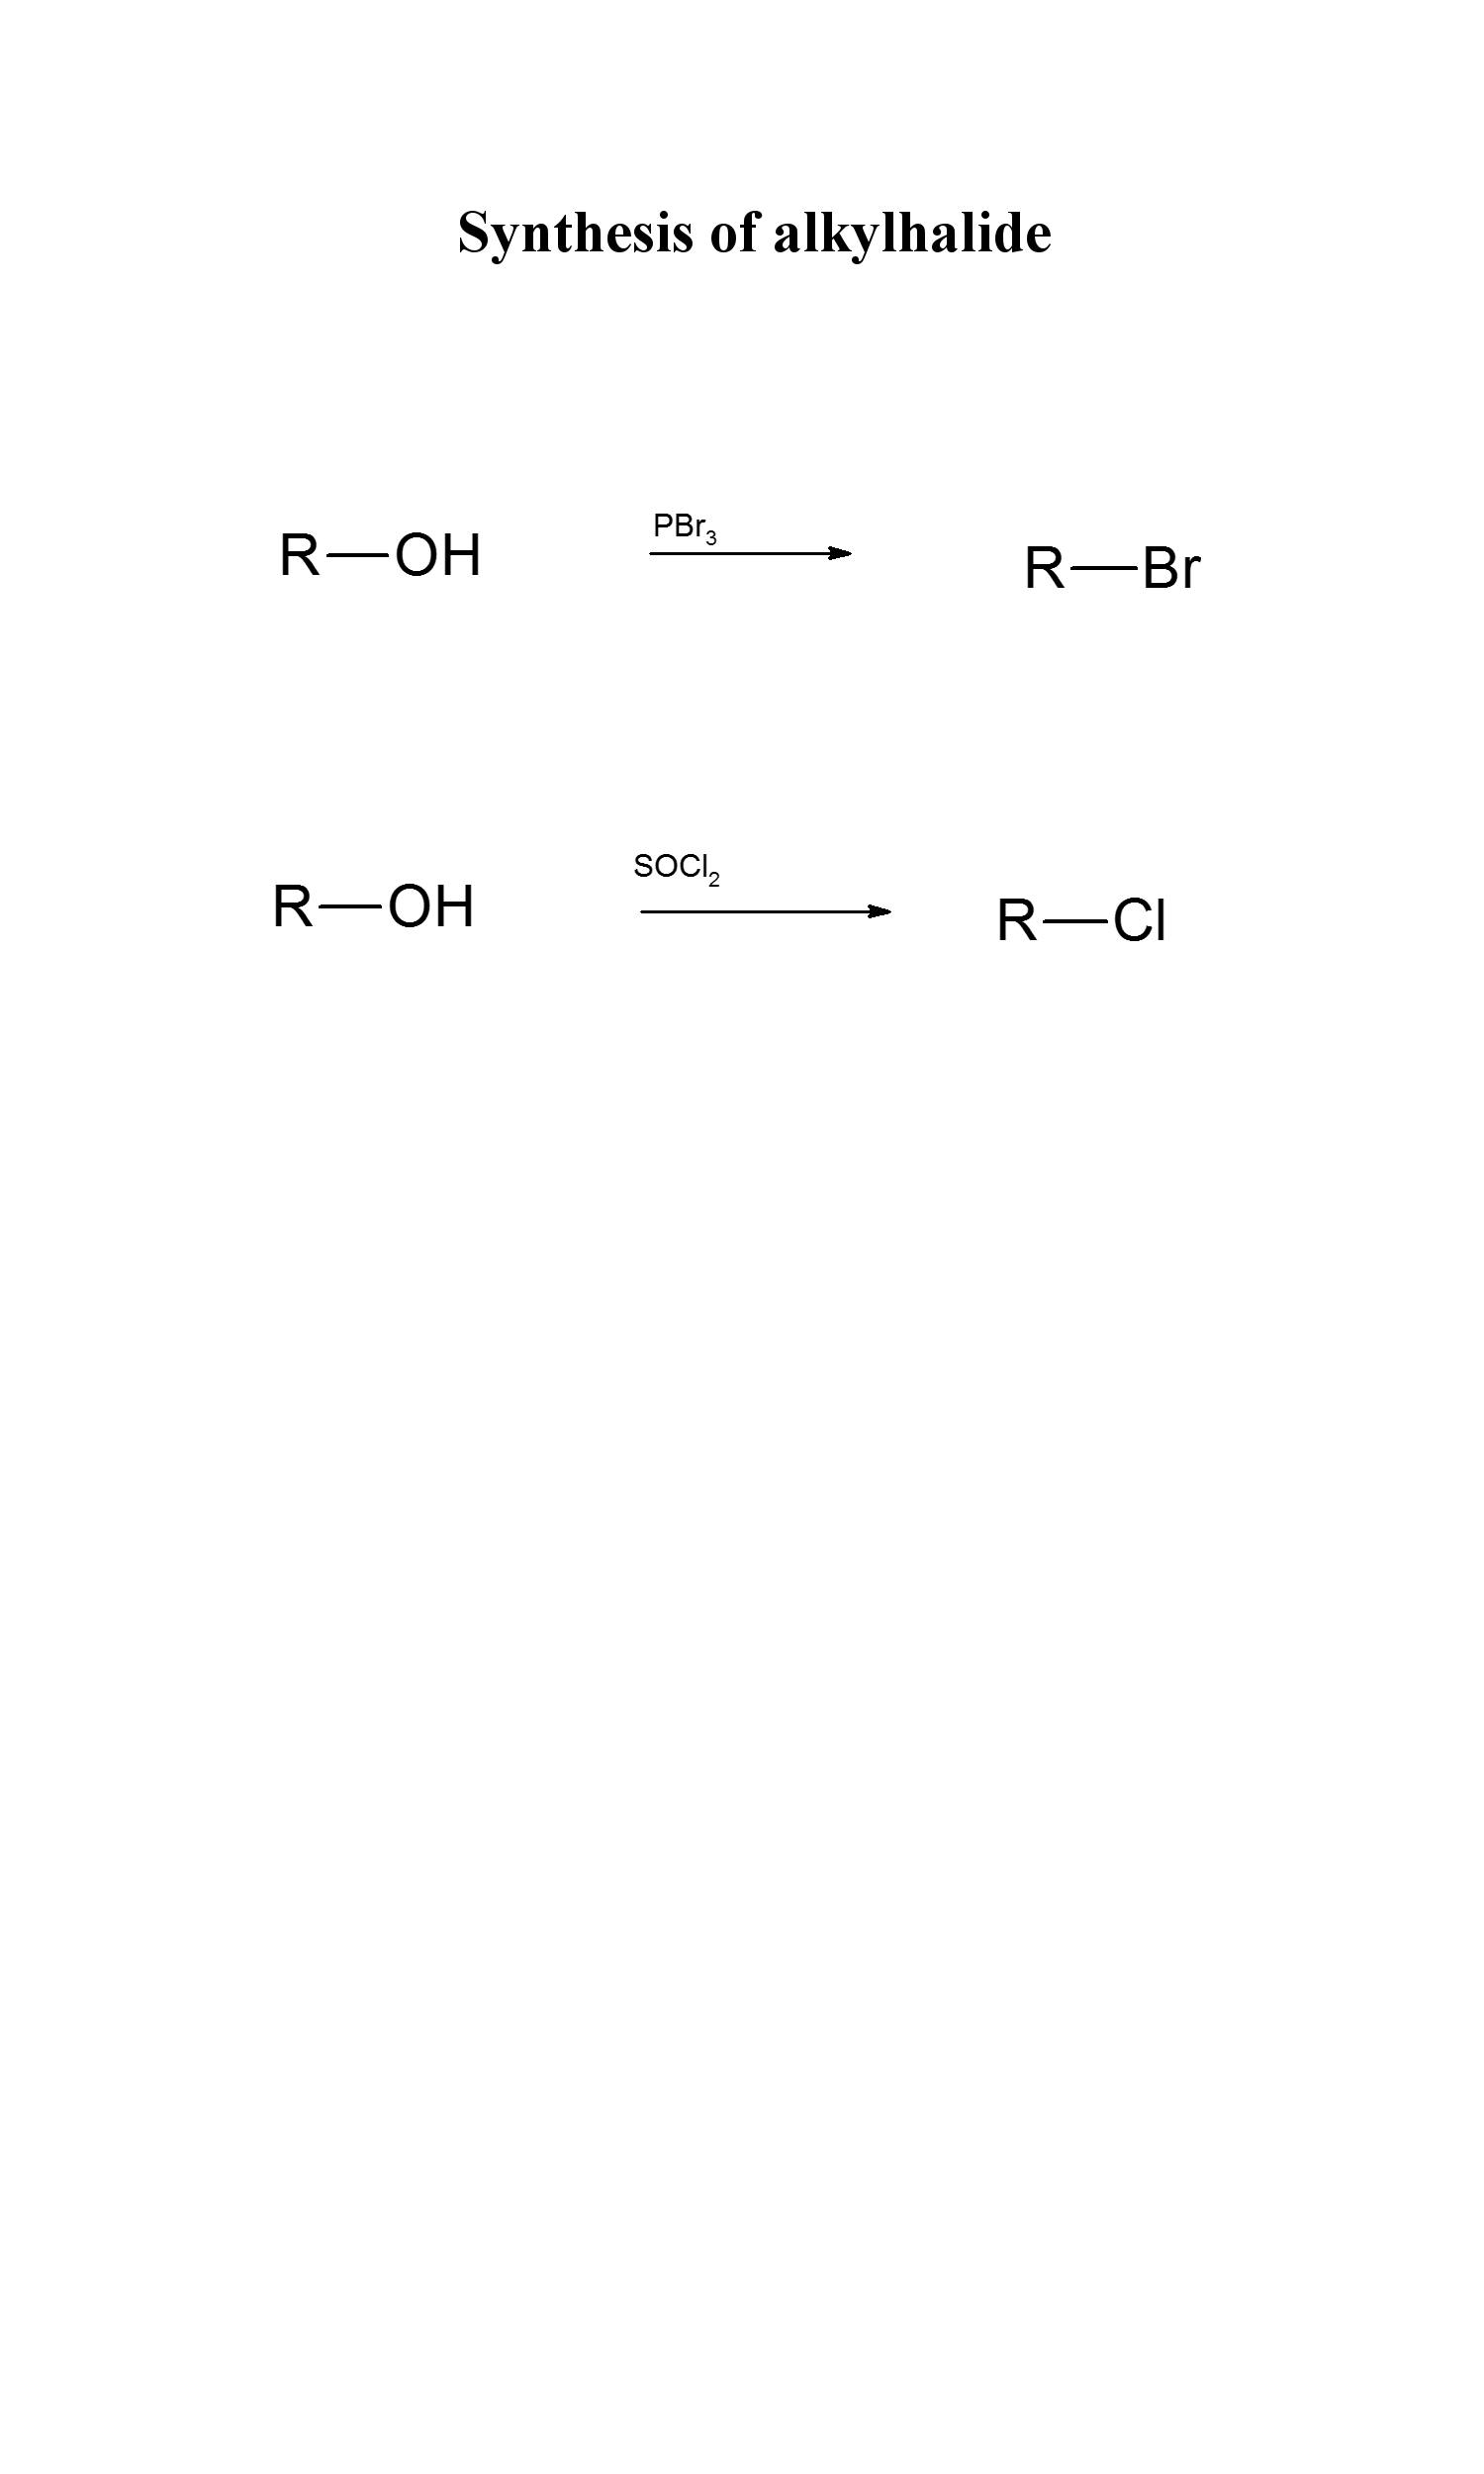 Synthesis of alkylhalide
PBr3
R—OH
R—Br
SOCl2
R—OH
R—Cl